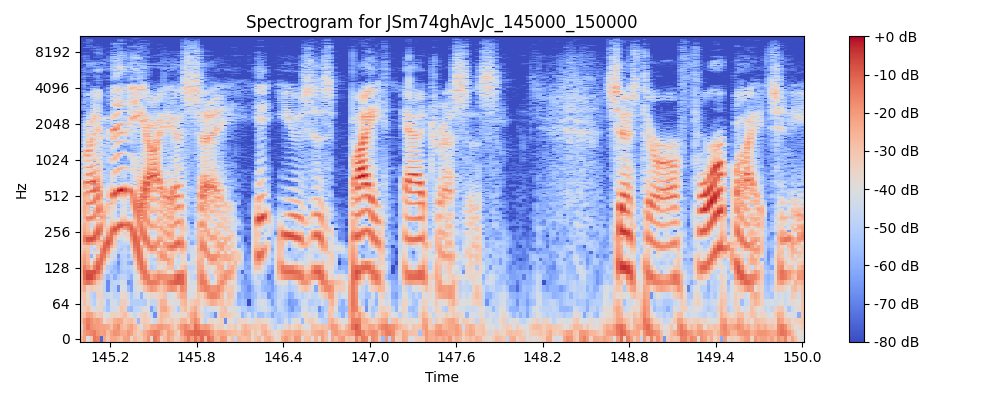 Spectrogram for JSm74ghAvJc_145000_150000
8192
4096
2048
1024
512
256
128
64
0
Hz
145.2 145.8 146.4 147.0 147.6 148.2 148.8 149.4 150.0
Time
+0 dB
-10 dB
-20 dB
-30 dB
-40 dB
-50 dB
-60 dB
-70 dB
-80 dB